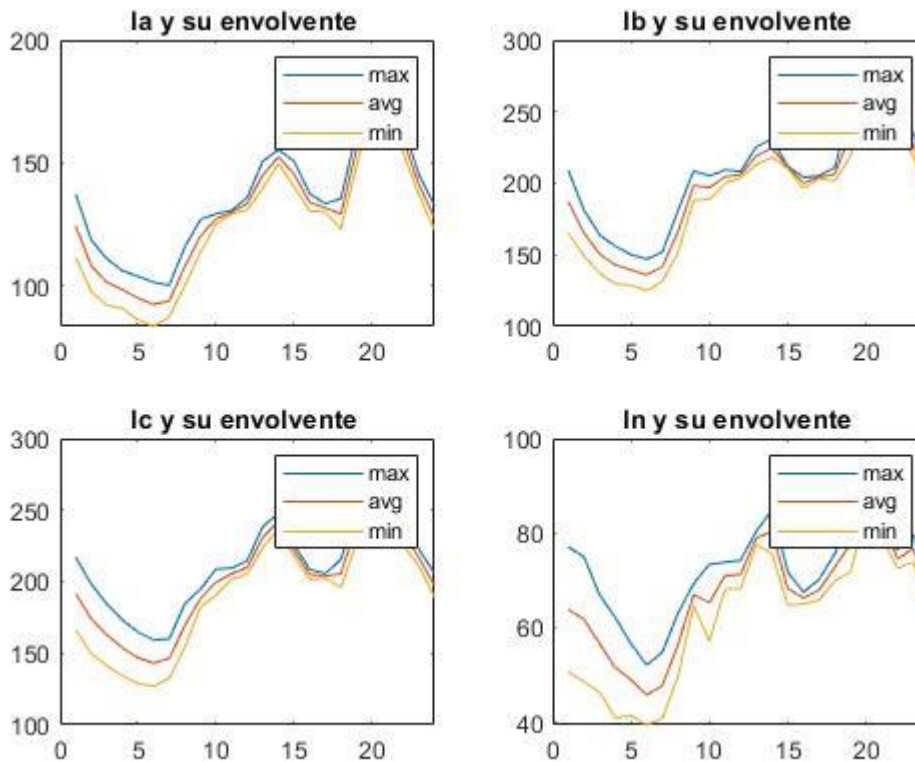 Ia y su envolvente
200
150
100
0 5 10 15 20
max
avg
min
Ib y su envolvente
300
250
200
150
100
0 5 10 15 20
max
avg
min
Ic y su envolvente
300
250
200
150
100
0 5 10 15 20
max
avg
min
In y su envolvente
100
80
60
40
0 5 10 15 20
max
avg
min